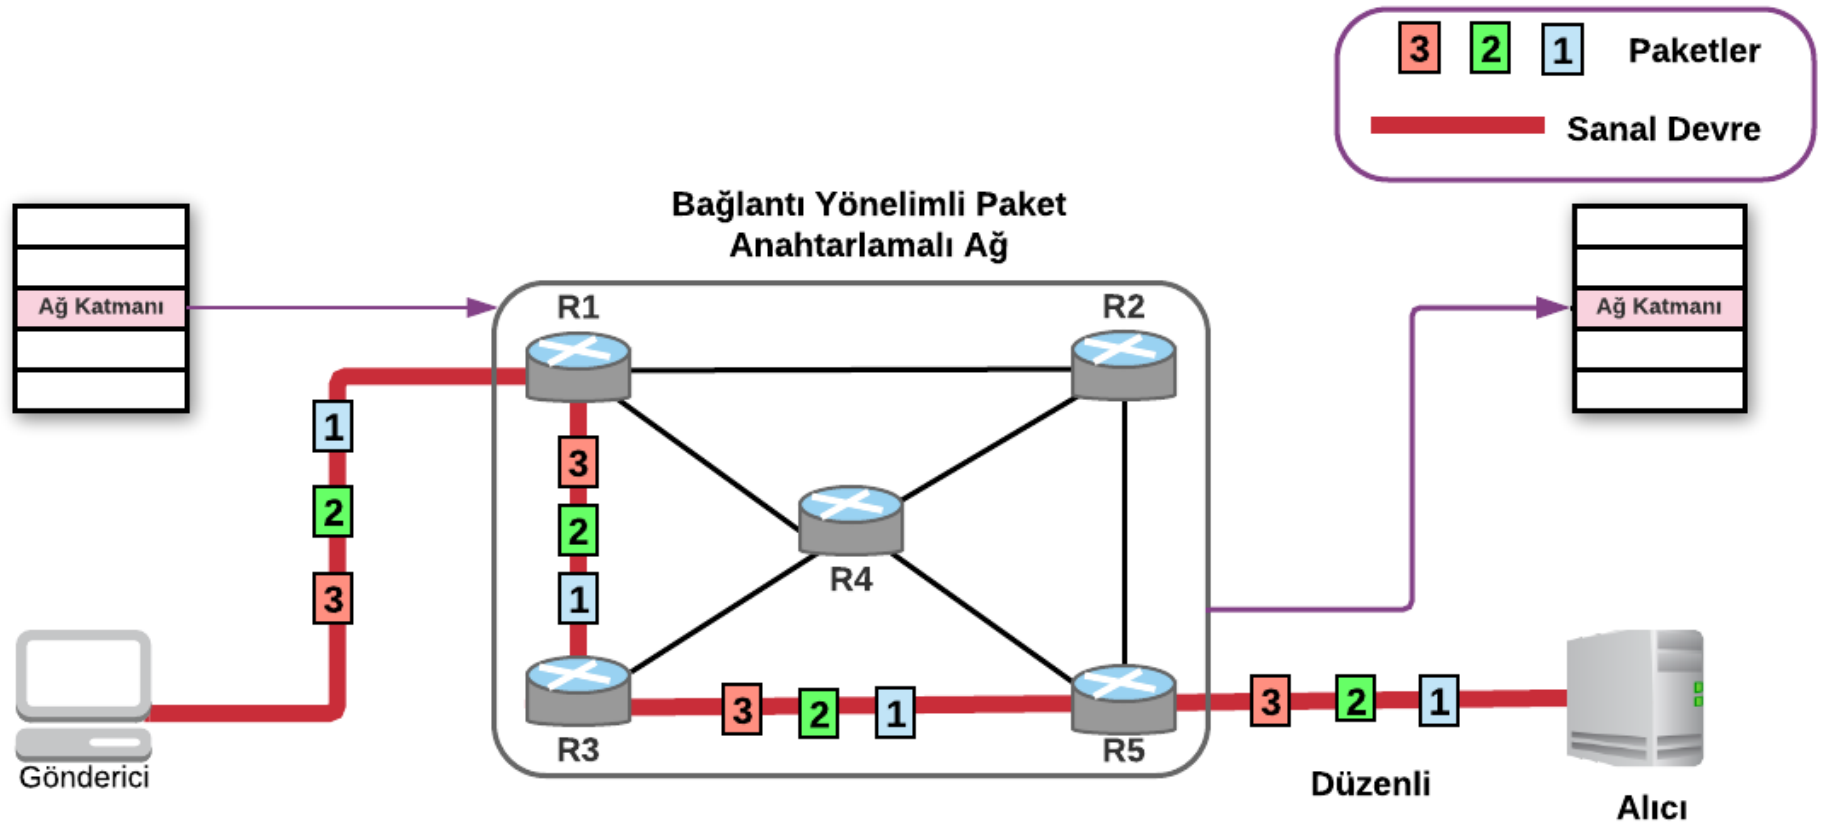 3 2 1 Paketler
Sanal Devre
Bağlantı Yönelimli Paket
Anahtarlamalı Ağ
Ağ Katmanı
Ağ Katmanı
R1
R2
1
2
3
3
2
1
R4
3 2 1
3 2 1
R3
R5
Gönderici
Düzenli
Alıcı